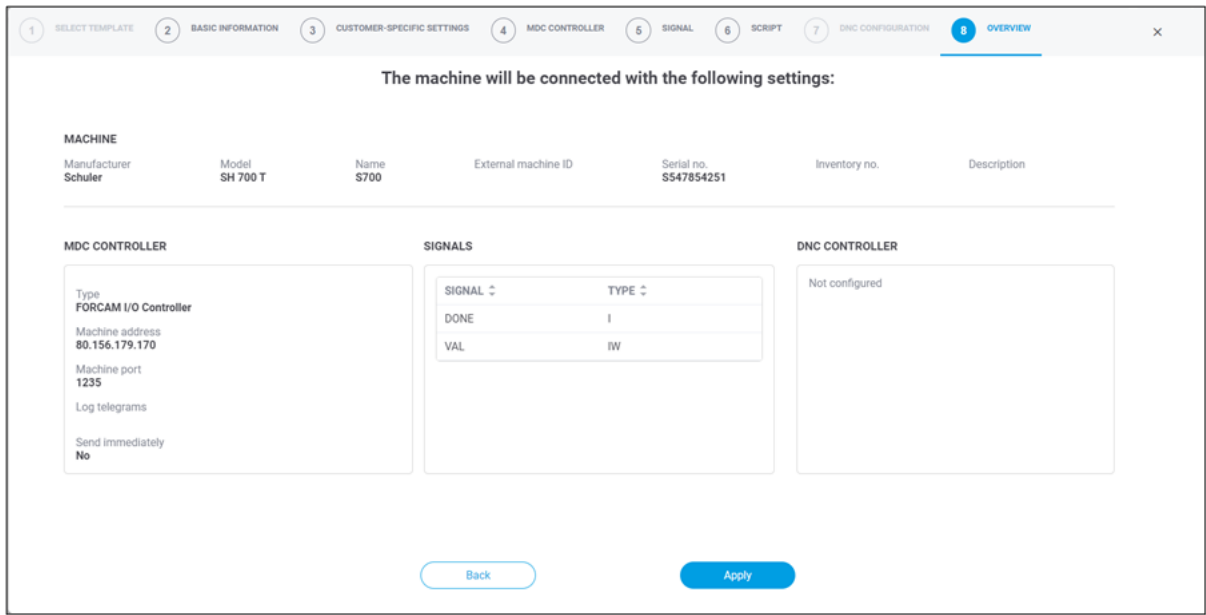 1 SELECT TEMPLATE 2 BASIC INFORMATION 3 CUSTOMER-SPECIFIC SETTINGS 4 MDC CONTROLLER 5 SIGNAL 6 SCRIPT 7 DNC CONFIGURATION 8 OVERVIEW ×
The machine will be connected with the following settings:
MACHINE
Manufacturer Model Name External machine ID Serial no. Inventory no. Description
Schuler SH 700 T S700 S547854251
MDC CONTROLLER SIGNALS DNC CONTROLLER
Type
FORCAM I/O Controller
Machine address
80.156.179.170
Machine port
1235
Log telegrams
Send immediately
No
SIGNAL TYPE
DONE I
VAL IW
Not configured
Back Apply